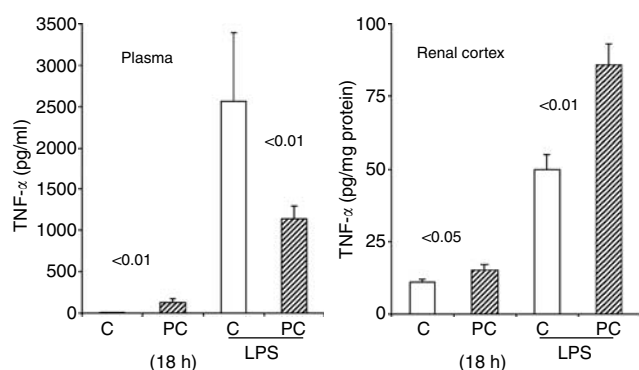 3500
3000
2500
2000
1500
1000
500
0
TNF-α (pg/ml)
Plasma
<0.01
<0.01
C PC C PC
(18 h) LPS
100
75
50
25
0
TNF-α (pg/mg protein)
Renal cortex
<0.01
<0.05
C PC C PC
(18 h) LPS